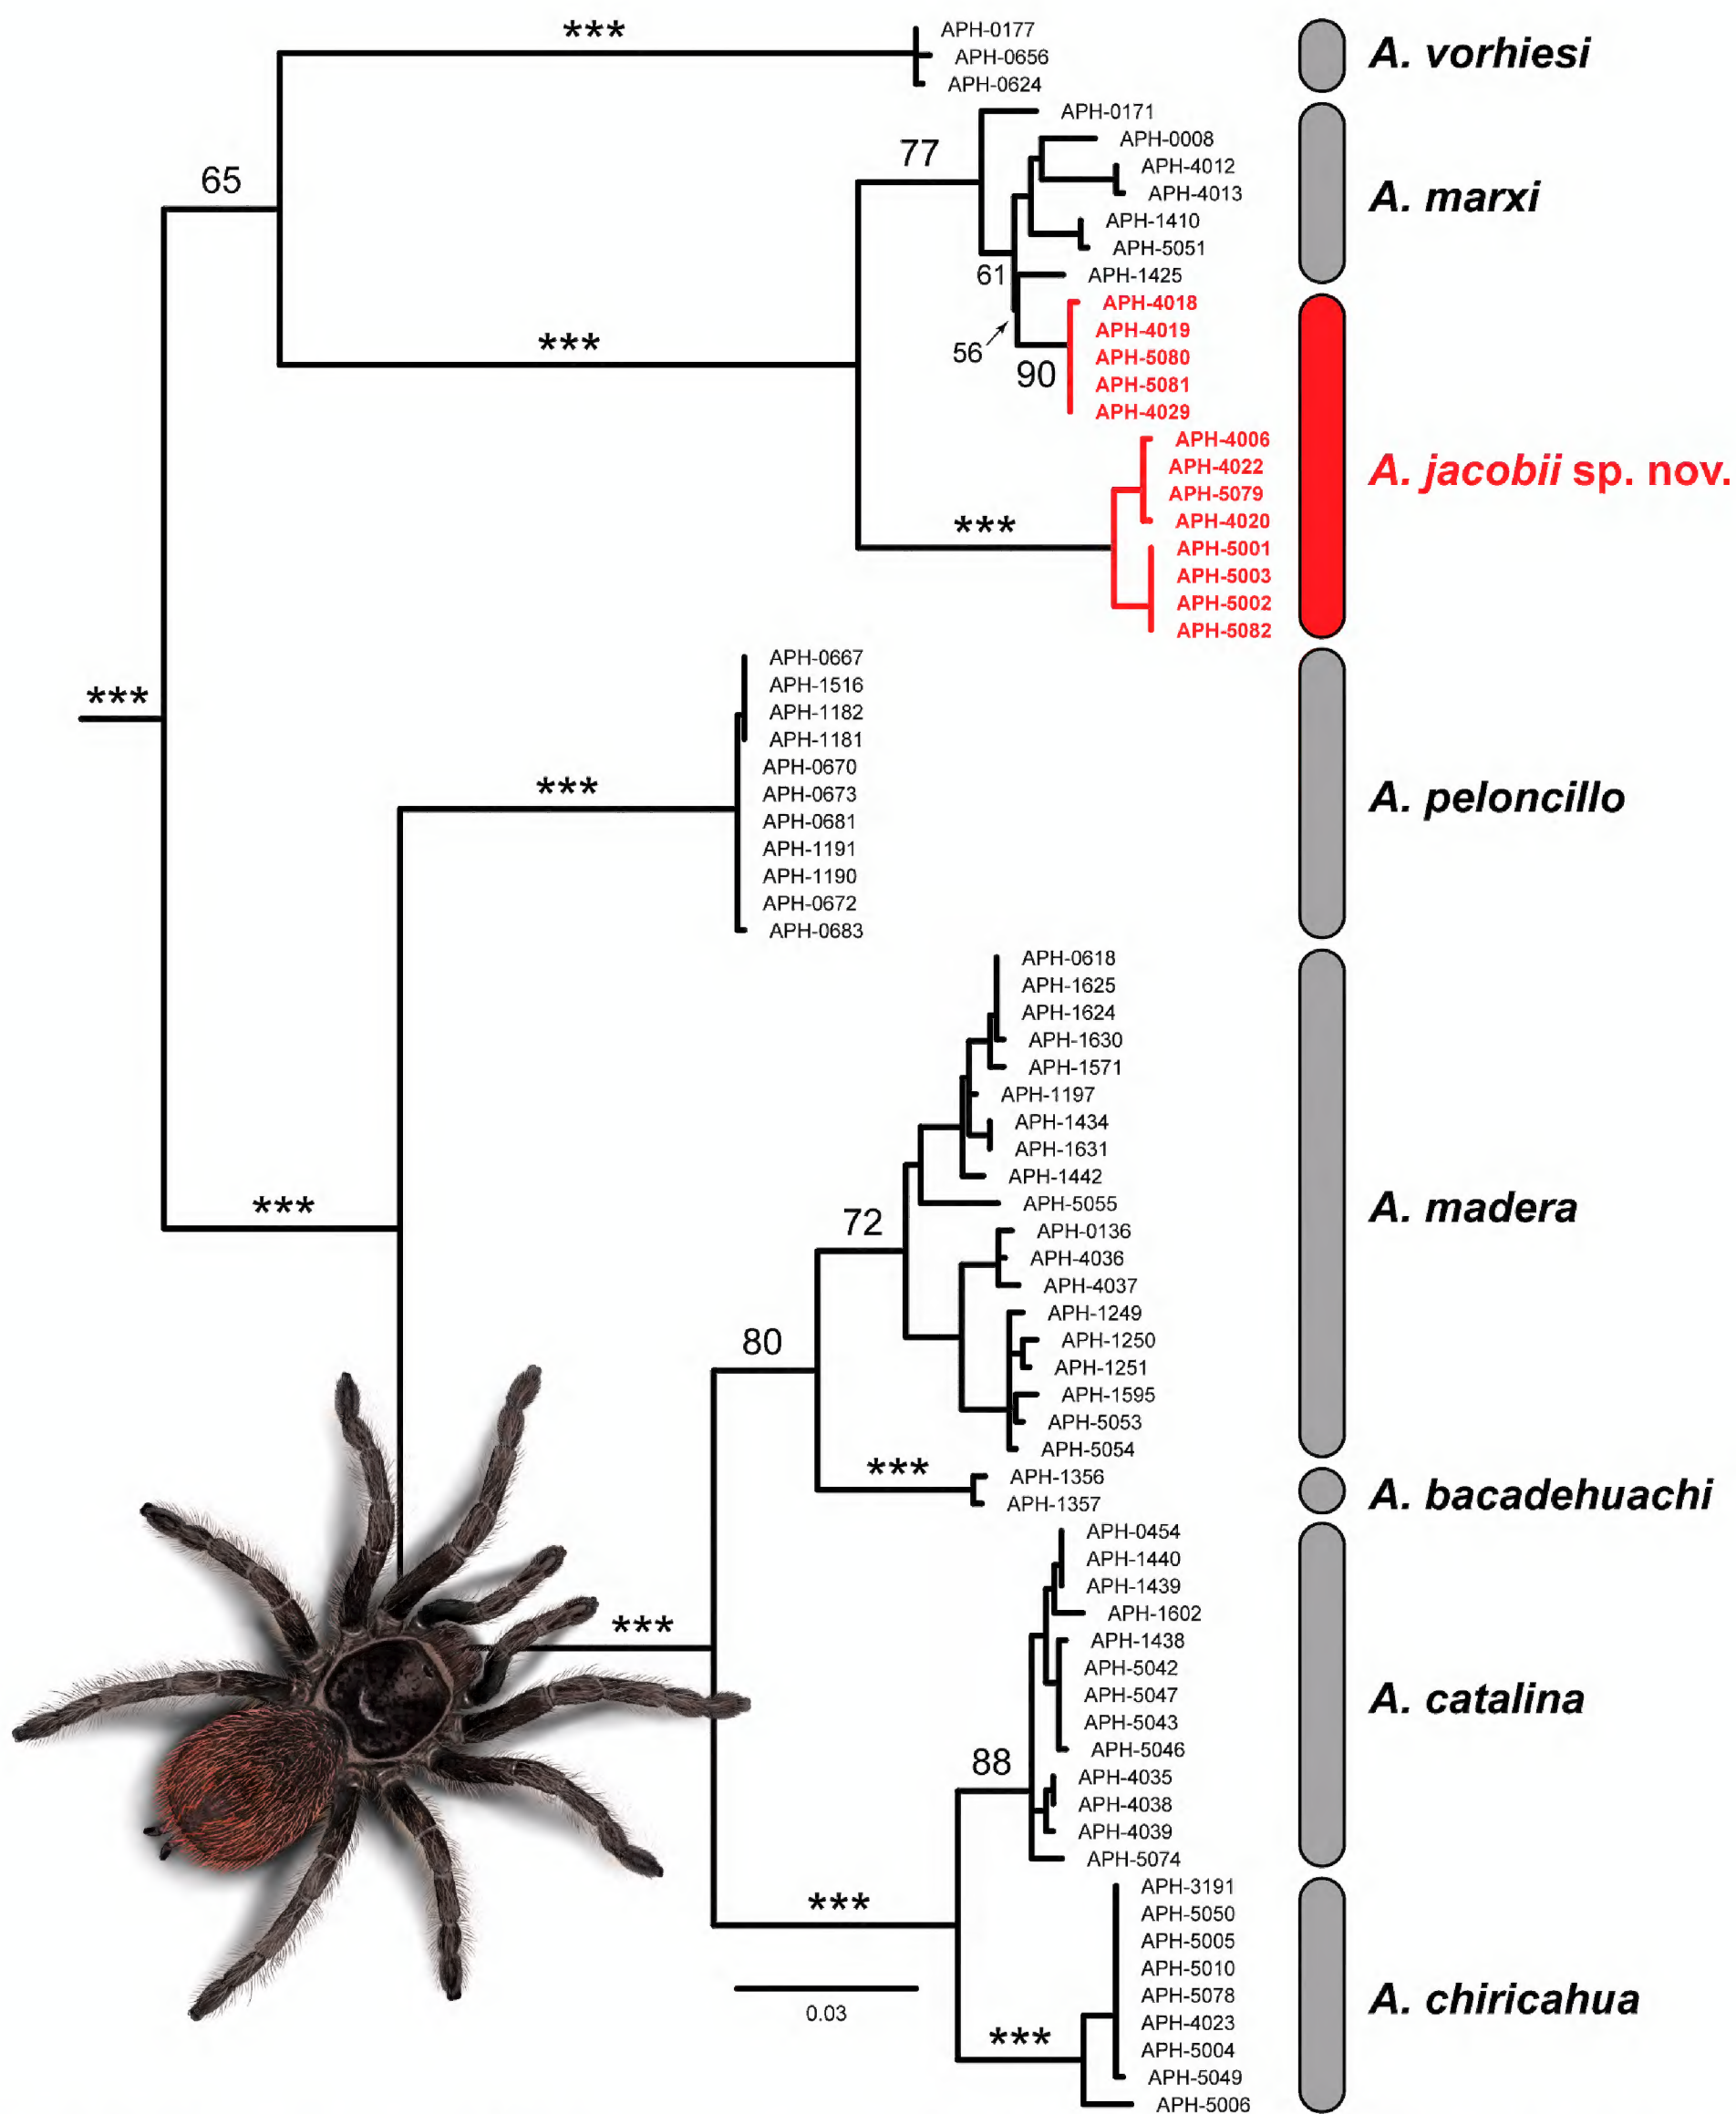 ***
APH-0177
APH-0656
APH-0624
A. vorhiesi
65
77
APH-0171
APH-0008
APH-4012
APH-4013
APH-1410
APH-5051
APH-1425
A. marxi
61
56
90
***
APH-4018
APH-4019
APH-5080
APH-5081
APH-4029
APH-4006
APH-4022
APH-5079
APH-4020
APH-5001
APH-5003
APH-5002
APH-5082
***
A. jacobii sp. nov.
***
***
APH-0667
APH-1516
APH-1182
APH-1181
APH-0670
APH-0673
APH-0681
APH-1191
APH-1190
APH-0672
APH-0683
A. peloncillo
***
80
72
APH-0618
APH-1625
APH-1624
APH-1630
APH-1571
APH-1197
APH-1434
APH-1631
APH-1442
APH-5055
APH-0136
APH-4036
APH-4037
APH-1249
APH-1250
APH-1251
APH-1595
APH-5053
APH-5054
A. madera
***
APH-1356
APH-1357
A. bacadehuachi
***
88
APH-0454
APH-1440
APH-1439
APH-1602
APH-1438
APH-5042
APH-5047
APH-5043
APH-5046
APH-4035
APH-4038
APH-4039
APH-5074
A. catalina
***
***
APH-3191
APH-5050
APH-5005
APH-5010
APH-5078
APH-4023
APH-5004
APH-5049
APH-5006
A. chiricahua
0.03